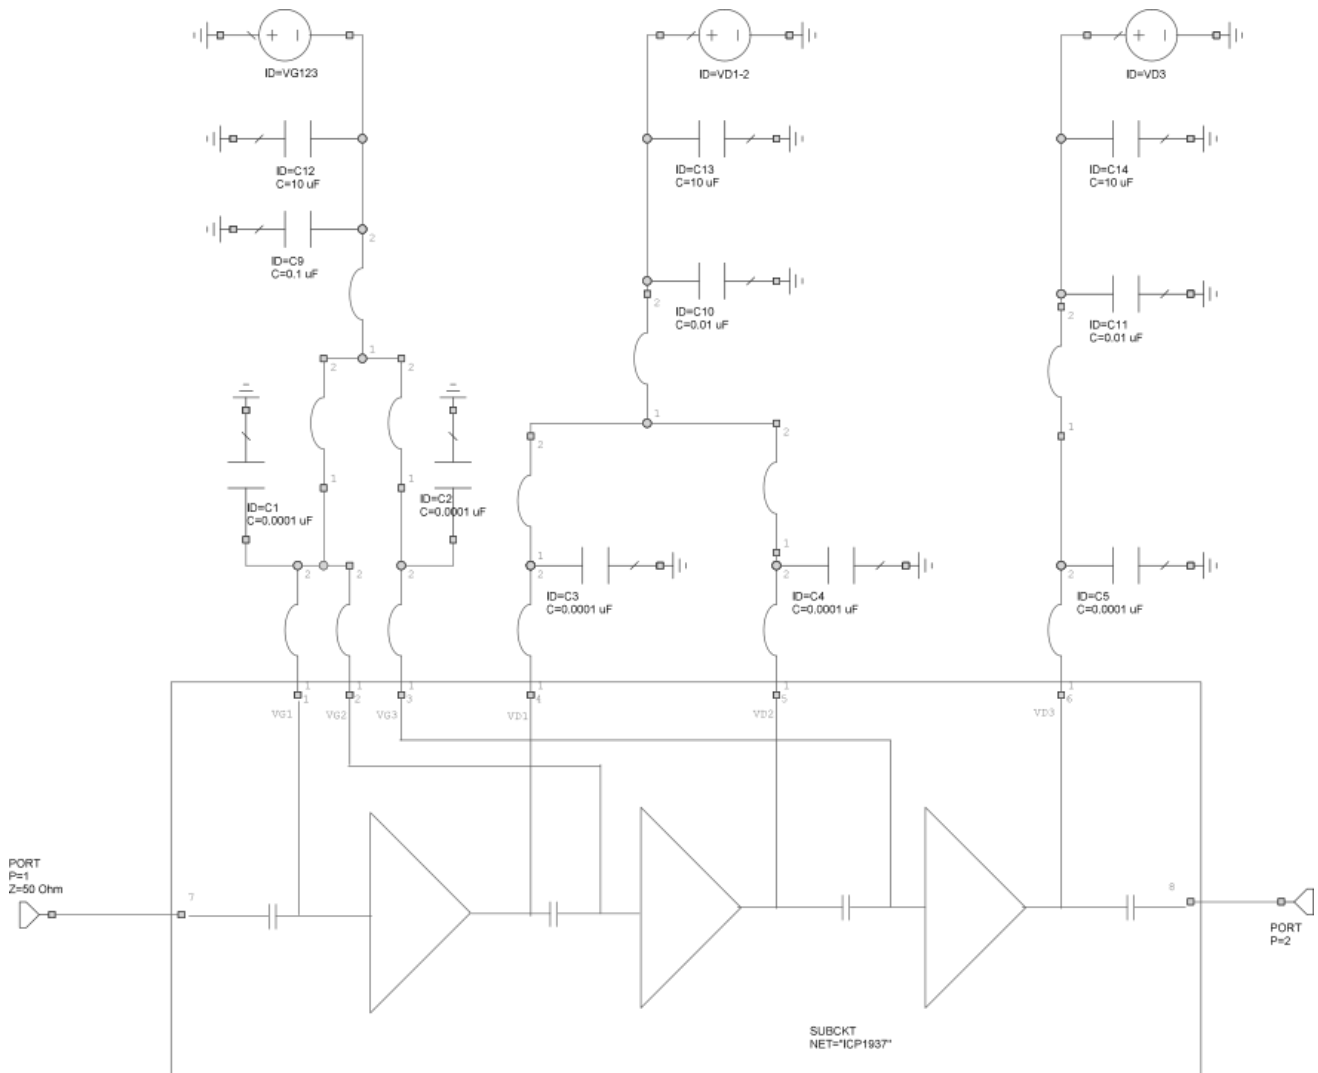 ID=VG123
ID=VD1-2
ID=VD3
ID=C12
C=10 uF
ID=C13
C=10 uF
ID=C14
C=10 uF
2
ID=C9
C=0.1 uF
2
ID=C10
C=0.01 uF
2
ID=C11
C=0.01 uF
1
2
2
1
2
2
1
1
1
ID=C1
C=0.0001 uF
ID=C2
C=0.0001 uF
1
1
2
2
2
2
2
2
ID=C3
C=0.0001 uF
ID=C4
C=0.0001 uF
ID=C5
C=0.0001 uF
1
1
1
1
1
1
1
2
3
4
5
6
VG1
VG2
VG3
VD1
VD2
VD3
PORT
P=1
Z=50 Ohm
7
8
PORT
P=2
SUBCKT
NET="ICP1937"